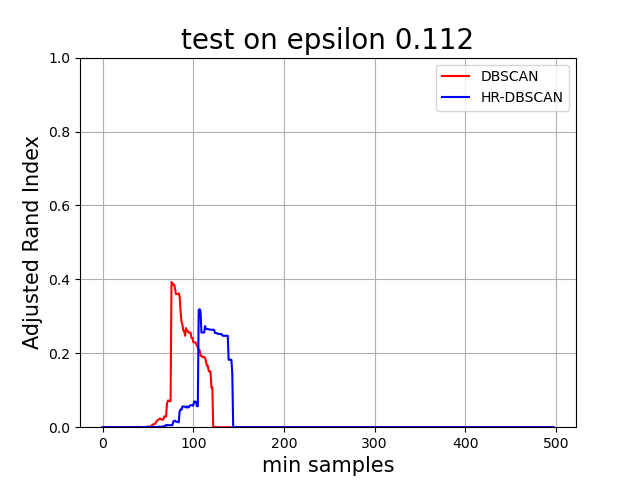 test on epsilon 0.112
DBSCAN
HR-DBSCAN
Adjusted Rand Index
1.0
0.8
0.6
0.4
0.2
0.0
0 100 200 300 400 500
min samples